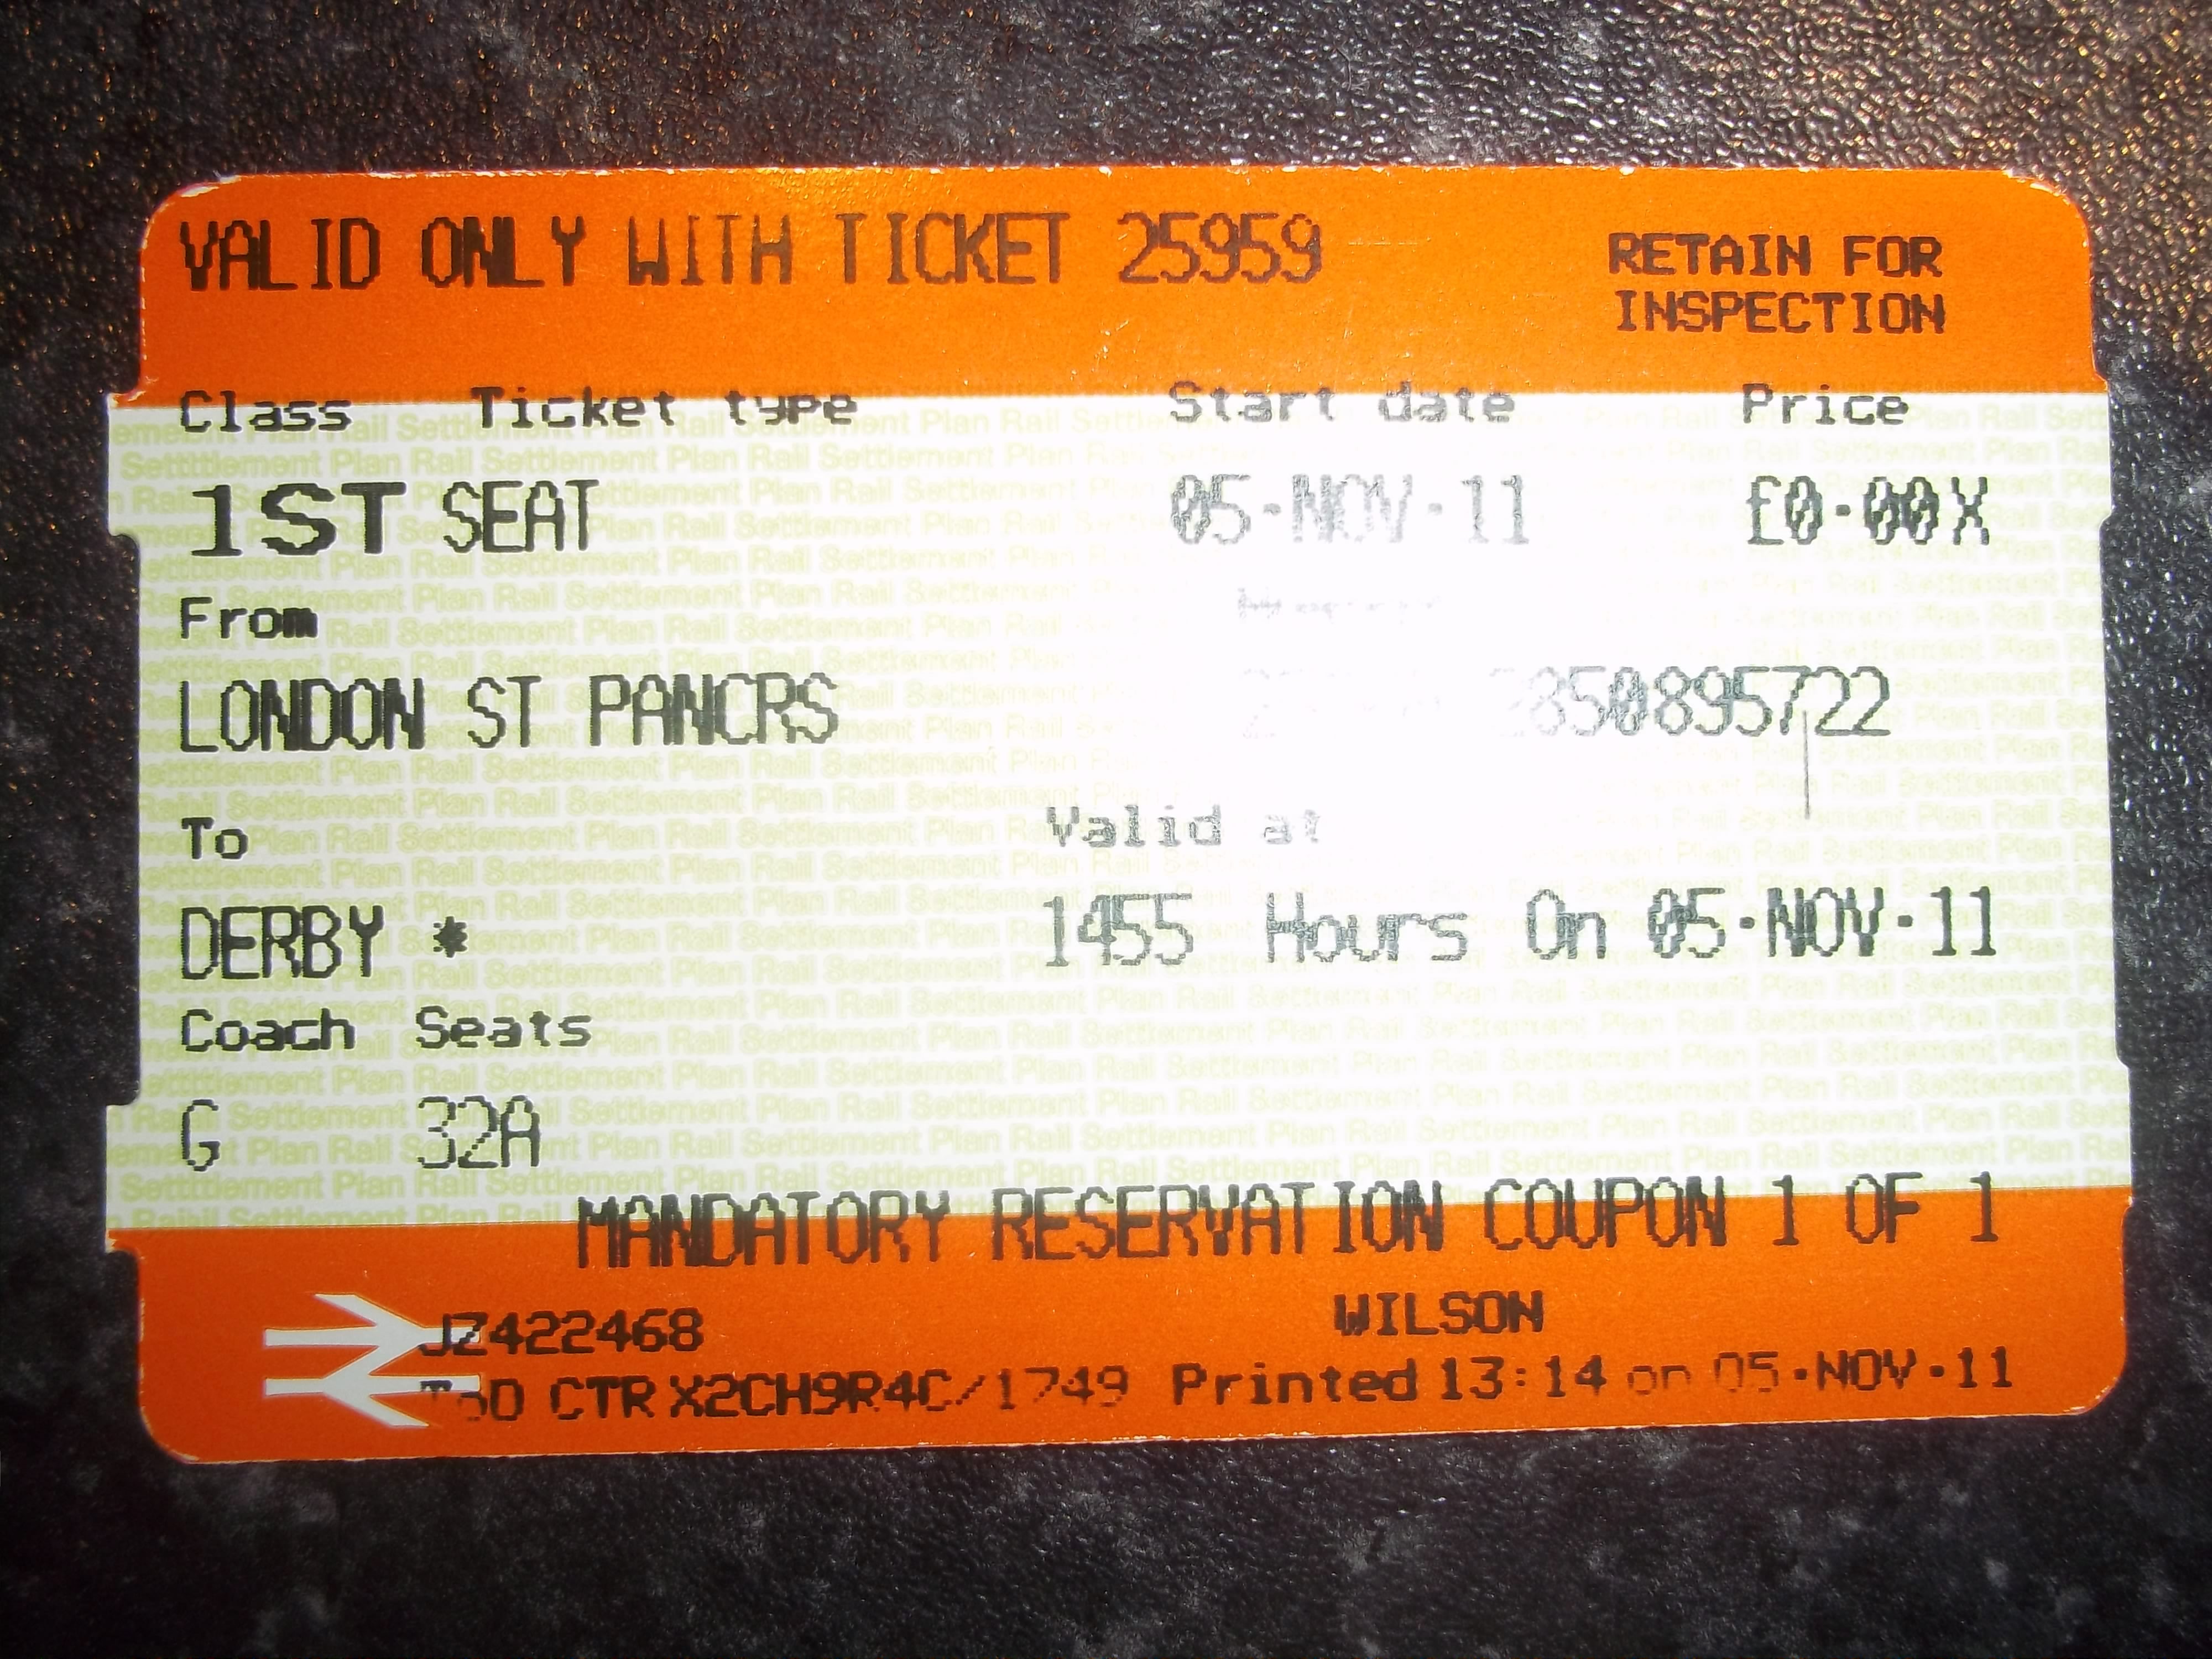 VALID ONLY WITH TICKET 25959
RETAIN FOR
INSPECTION
Class Ticket type Start date Price
1ST SEAT 05·NOV·11 £0·00X
From
LONDON ST PANCRS
To Valid at
DERBY * 1455 Hours On 05·NOV·11
Coach Seats
G 32A
MANDATORY RESERVATION COUPON 1 OF 1
JZ422468 WILSON
CTR X2CH9R4C/1749 Printed 13:14 on 05·NOV·11